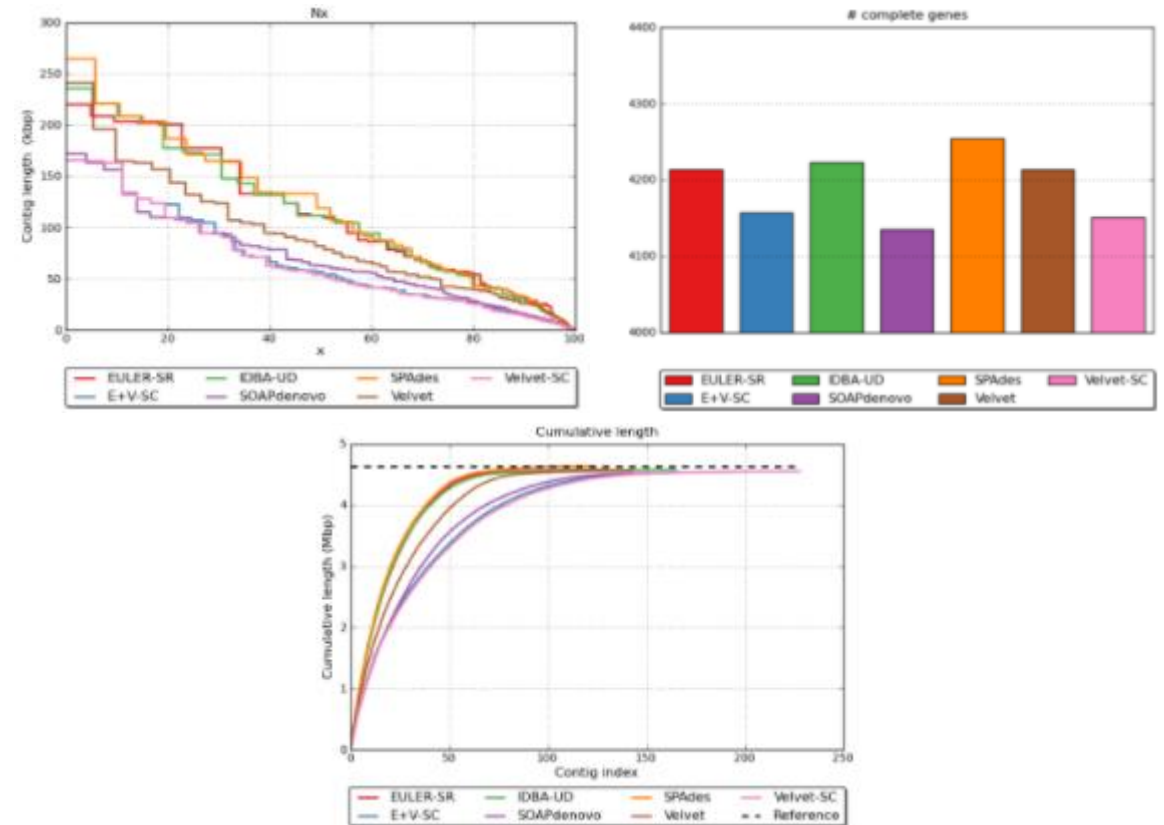 Nx
300
250
200
150
100
50
0
Contig length (kbp)
0 20 40 60 80 100
x
EULER-SR IDBA-UD SPAdes Velvet-SC
E+V-SC SOAPdenovo Velvet
# complete genes
4400
4300
4200
4100
4000
EULER-SR IDBA-UD SPAdes Velvet-SC
E+V-SC SOAPdenovo Velvet
Cumulative length
5
4
3
2
1
0
Cumulative length (Mbp)
0 50 100 150 200 250
Contig index
EULER-SR IDBA-UD SPAdes Velvet-SC
E+V-SC SOAPdenovo Velvet Reference